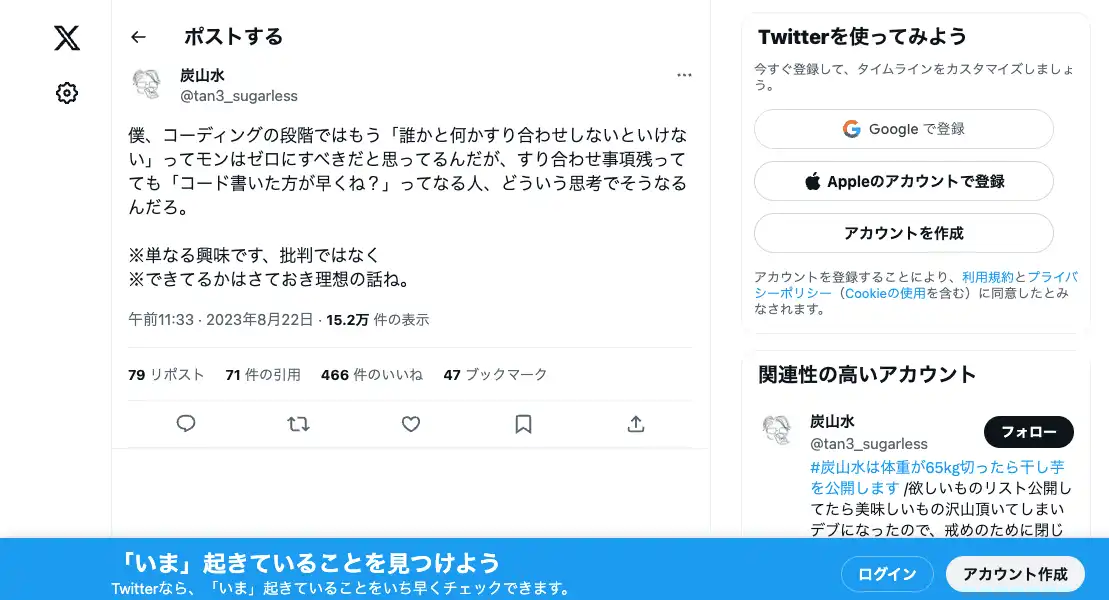 ポストする
炭山水
@tan3_sugarless
僕、コーディングの段階ではもう「誰かと何かすり合わせしないといけな
い」ってモンはゼロにすべきだと思ってるんだが、すり合わせ事項残って
ても「コード書いた方が早くね？」ってなる人、どういう思考でそうなる
んだろ。
※単なる興味です、批判ではなく
※できてるかはさておき理想の話ね。
午前11:33 · 2023年8月22日 · 15.2万 件の表示
79 リポスト 71 件の引用 466 件のいいね 47 ブックマーク
Twitterを使ってみよう
今すぐ登録して、タイムラインをカスタマイズしましょ
う。
Google で登録
Appleのアカウントで登録
アカウントを作成
アカウントを登録することにより、利用規約とプライバ
シーポリシー（Cookieの使用を含む）に同意したとみ
なされます。
関連性の高いアカウント
炭山水
@tan3_sugarless
フォロー
#炭山水は体重が65kg切ったら干し芋
を公開します /欲しいものリスト公開し
てたら美味しいもの沢山頂いてしまい
デブになったので、戒めのために閉じ
「いま」起きていることを見つけよう
Twitterなら、「いま」起きていることをいち早くチェックできます。
ログイン
アカウント作成